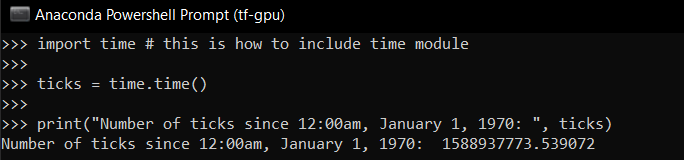 Anaconda Powershell Prompt (tf-gpu)
>>> import time # this is how to include time module
>>>
>>> ticks = time.time()
>>>
>>> print("Number of ticks since 12:00am, January 1, 1970: ", ticks)
Number of ticks since 12:00am, January 1, 1970:  1588937773.539072